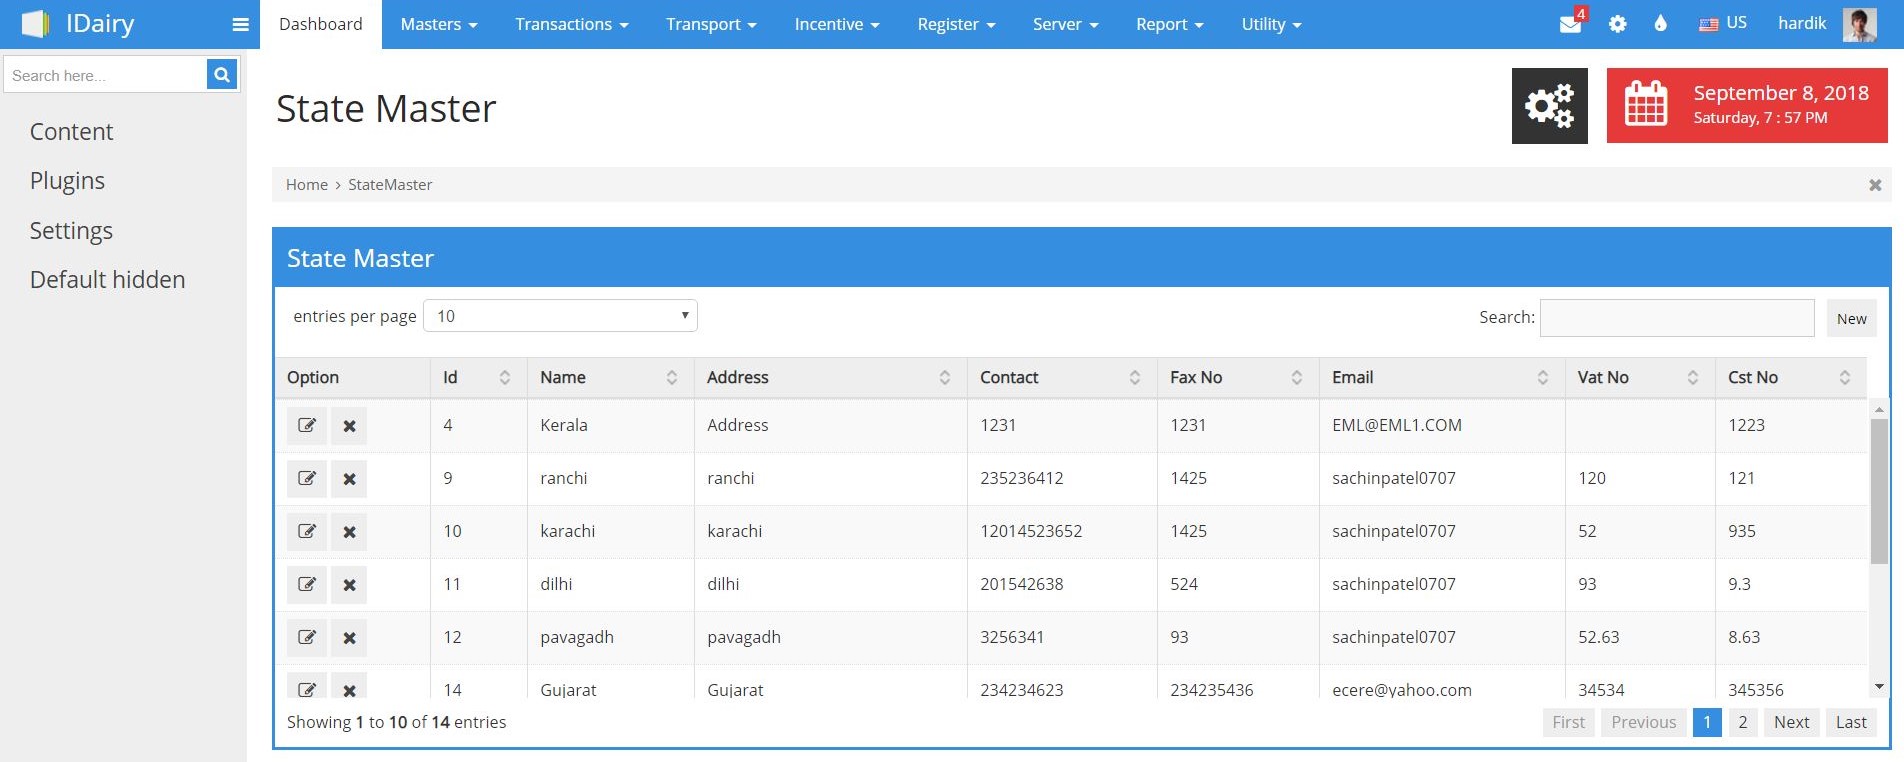 IDairy
Dashboard Masters Transactions Transport Incentive Register Server Report Utility 4 US hardik
Search here...
Content
Plugins
Settings
Default hidden
State Master
September 8, 2018
Saturday, 7 : 57 PM
Home › StateMaster
State Master
entries per page 10 Search: New
Option Id Name Address Contact Fax No Email Vat No Cst No
4 Kerala Address 1231 1231 EML@EML1.COM 1223
9 ranchi ranchi 235236412 1425 sachinpatel0707 120 121
10 karachi karachi 12014523652 1425 sachinpatel0707 52 935
11 dilhi dilhi 201542638 524 sachinpatel0707 93 9.3
12 pavagadh pavagadh 3256341 93 sachinpatel0707 52.63 8.63
14 Gujarat Gujarat 234234623 234235436 ecere@yahoo.com 34534 345356
Showing 1 to 10 of 14 entries First Previous 1 2 Next Last